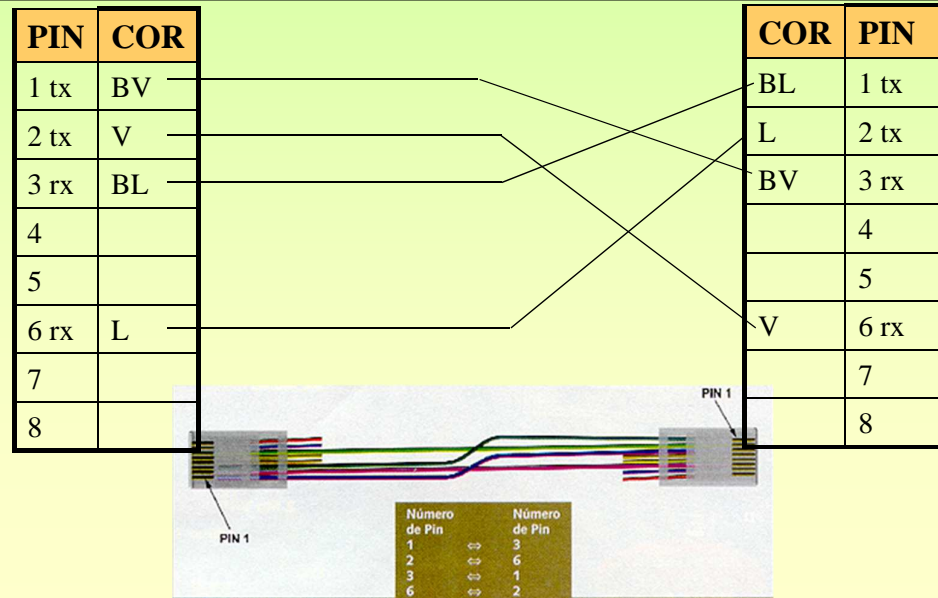 PIN COR
1 tx BV
2 tx V
3 rx BL
4
5
6 rx L
7
8
COR PIN
BL 1 tx
L 2 tx
BV 3 rx
4
5
V 6 rx
7
8
PIN 1
PIN 1
Número Número
de Pin de Pin
1 ⇔ 3
2 ⇔ 6
3 ⇔ 1
6 ⇔ 2